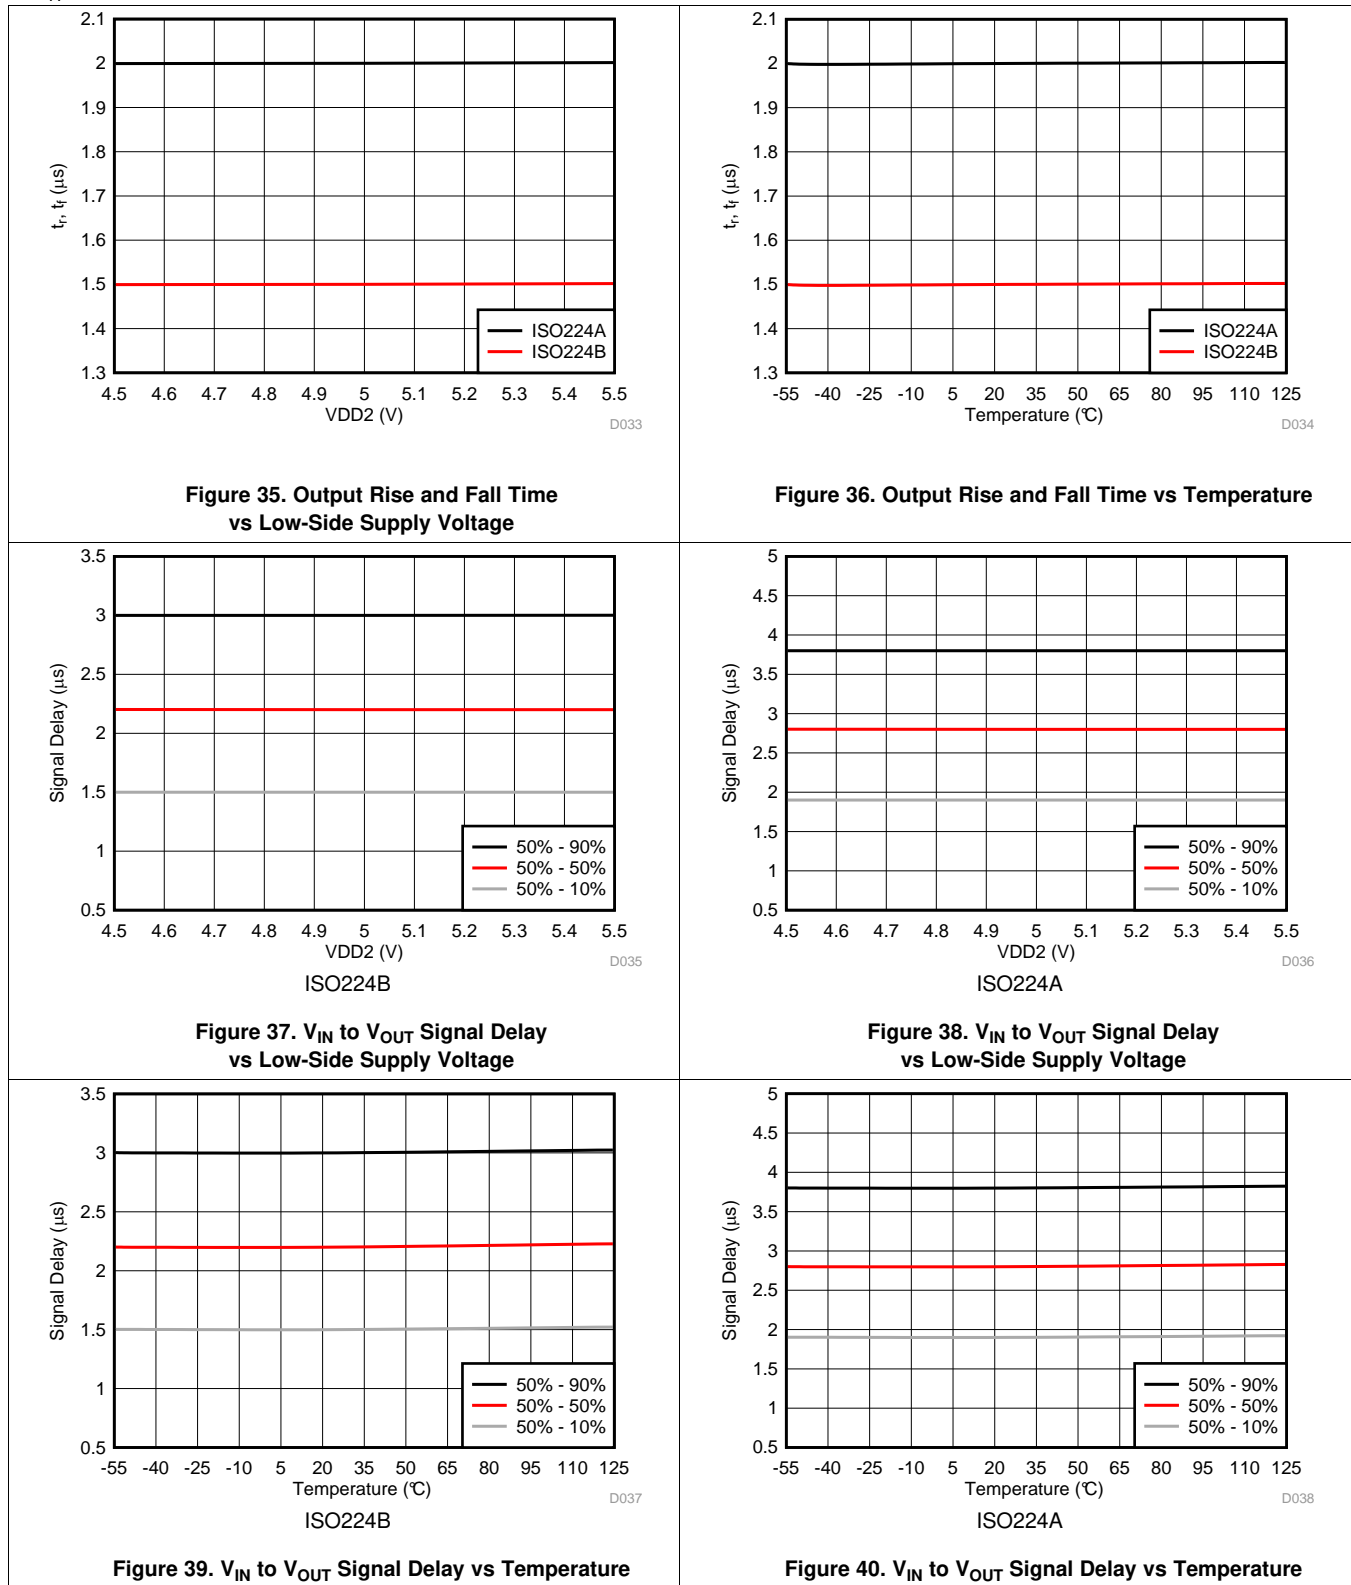 2.1
2
1.9
1.8
1.7
1.6
1.5
1.4
1.3
tr, tf (μs)
ISO224A
ISO224B
4.5 4.6 4.7 4.8 4.9 5 5.1 5.2 5.3 5.4 5.5
VDD2 (V)
D033
Figure 35. Output Rise and Fall Time
vs Low-Side Supply Voltage
2.1
2
1.9
1.8
1.7
1.6
1.5
1.4
1.3
tr, tf (μs)
ISO224A
ISO224B
-55 -40 -25 -10 5 20 35 50 65 80 95 110 125
Temperature (°C)
D034
Figure 36. Output Rise and Fall Time vs Temperature
3.5
3
2.5
2
1.5
1
0.5
Signal Delay (μs)
50% - 90%
50% - 50%
50% - 10%
4.5 4.6 4.7 4.8 4.9 5 5.1 5.2 5.3 5.4 5.5
VDD2 (V)
D035
ISO224B
Figure 37. VIN to VOUT Signal Delay
vs Low-Side Supply Voltage
5
4.5
4
3.5
3
2.5
2
1.5
1
0.5
Signal Delay (μs)
50% - 90%
50% - 50%
50% - 10%
4.5 4.6 4.7 4.8 4.9 5 5.1 5.2 5.3 5.4 5.5
VDD2 (V)
D036
ISO224A
Figure 38. VIN to VOUT Signal Delay
vs Low-Side Supply Voltage
3.5
3
2.5
2
1.5
1
0.5
Signal Delay (μs)
50% - 90%
50% - 50%
50% - 10%
-55 -40 -25 -10 5 20 35 50 65 80 95 110 125
Temperature (°C)
D037
ISO224B
Figure 39. VIN to VOUT Signal Delay vs Temperature
5
4.5
4
3.5
3
2.5
2
1.5
1
0.5
Signal Delay (μs)
50% - 90%
50% - 50%
50% - 10%
-55 -40 -25 -10 5 20 35 50 65 80 95 110 125
Temperature (°C)
D038
ISO224A
Figure 40. VIN to VOUT Signal Delay vs Temperature